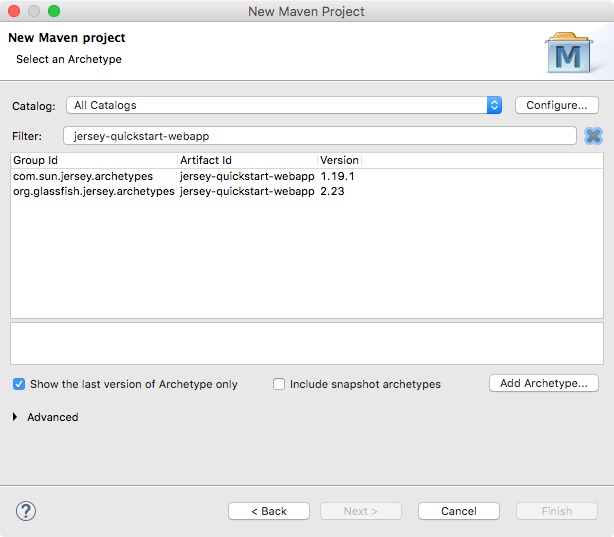 New Maven Project
New Maven project
Select an Archetype
M
Catalog: All Catalogs Configure...
Filter: jersey-quickstart-webapp
Group Id Artifact Id Version
com.sun.jersey.archetypes jersey-quickstart-webapp 1.19.1
org.glassfish.jersey.archetypes jersey-quickstart-webapp 2.23
Show the last version of Archetype only Include snapshot archetypes Add Archetype...
Advanced
? < Back Next > Cancel Finish